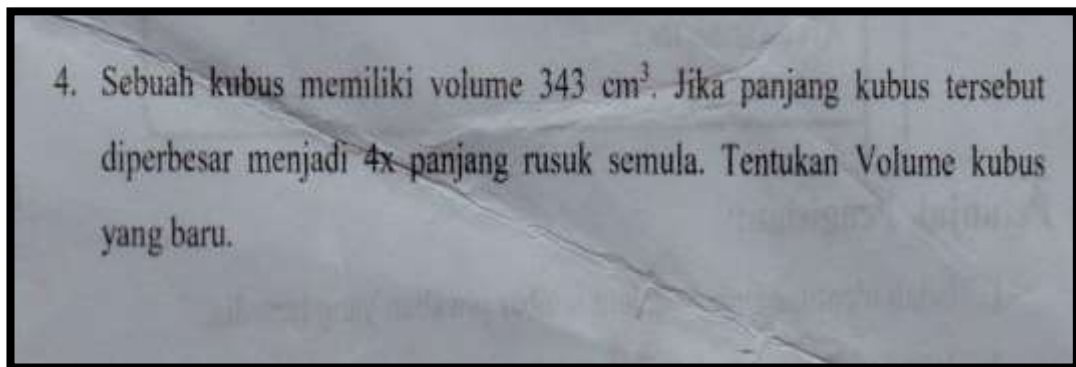 4. Sebuah kubus memiliki volume 343 cm³. Jika panjang kubus tersebut
diperbesar menjadi 4x panjang rusuk semula. Tentukan Volume kubus
yang baru.